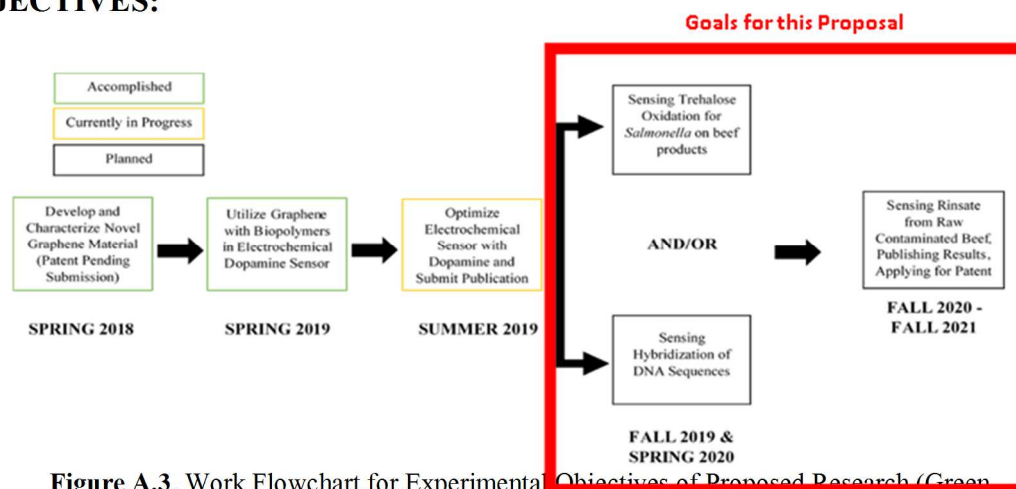 JECTIVES:
Goals for this Proposal
Accomplished
Currently in Progress
Planned
Develop and
Characterize Novel
Graphene Material
(Patent Pending
Submission)
SPRING 2018
Utilize Graphene
with Biopolymers
in Electrochemical
Dopamine Sensor
SPRING 2019
Optimize
Electrochemical
Sensor with
Dopamine and
Submit Publication
SUMMER 2019
Sensing Trehalose
Oxidation for
Salmonella on beef
products
AND/OR
Sensing
Hybridization of
DNA Sequences
FALL 2019 &
SPRING 2020
Sensing Rinsate
from Raw
Contaminated Beef,
Publishing Results,
Applying for Patent
FALL 2020 -
FALL 2021
Figure A.3. Work Flowchart for Experimental Objectives of Proposed Research (Green